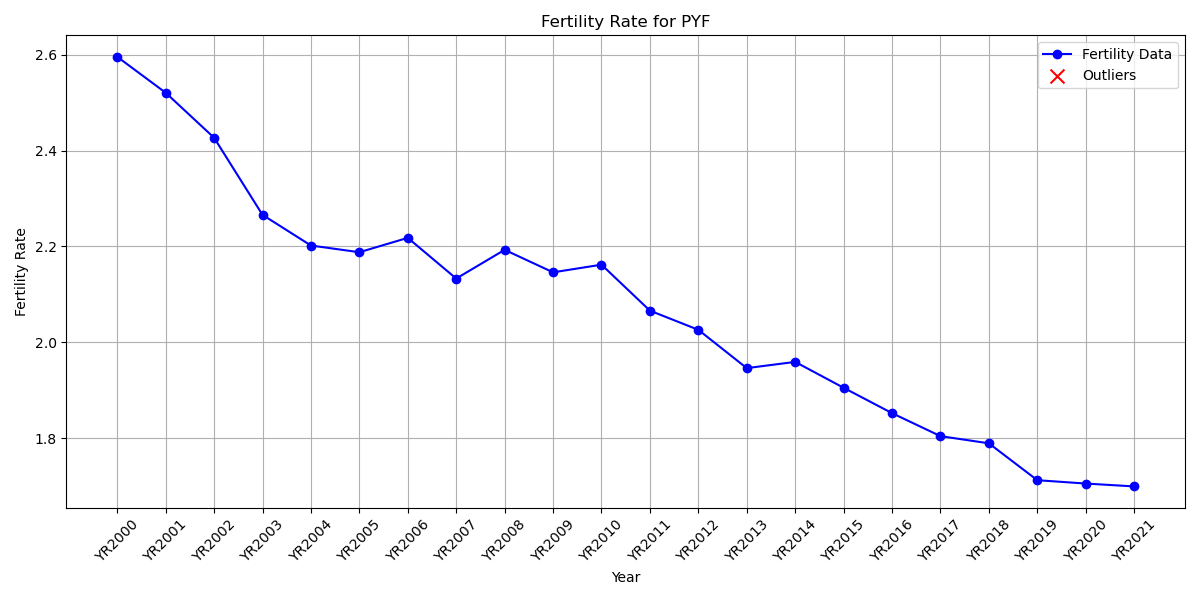 Fertility Rate for PYF
Fertility Data
Outliers
2.6
2.4
2.2
2.0
1.8
Fertility Rate
YR2000
YR2001
YR2002
YR2003
YR2004
YR2005
YR2006
YR2007
YR2008
YR2009
YR2010
YR2011
YR2012
YR2013
YR2014
YR2015
YR2016
YR2017
YR2018
YR2019
YR2020
YR2021
Year